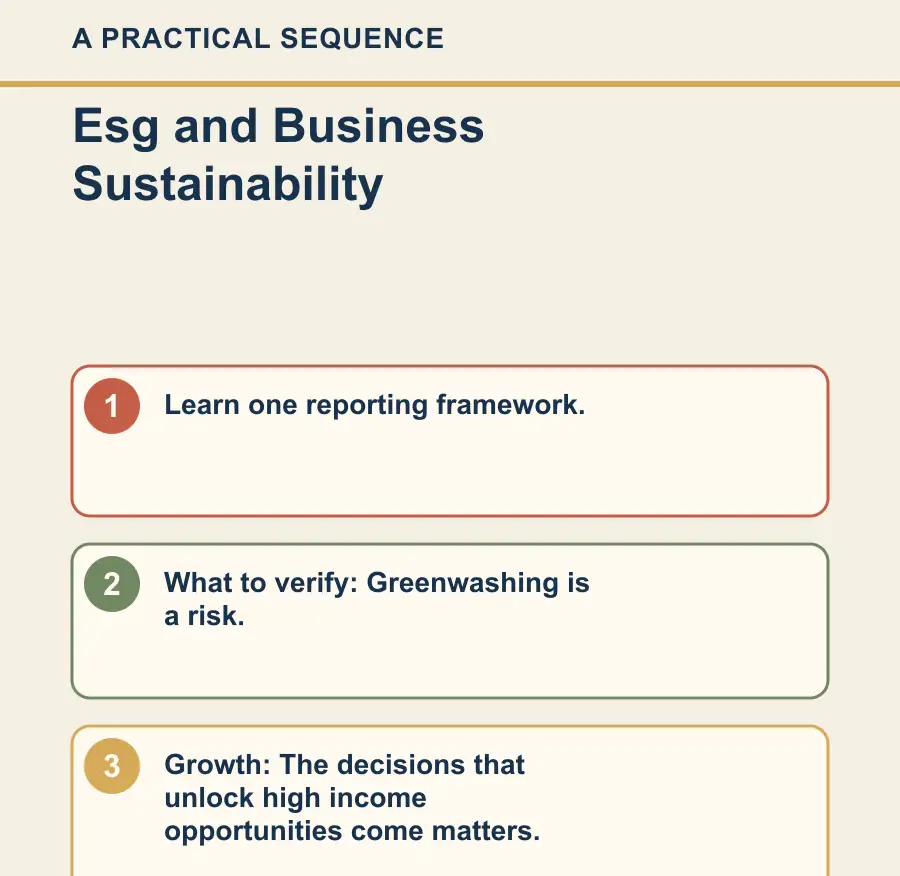 A PRACTICAL SEQUENCE
Esg and Business
Sustainability
1
Learn one reporting framework.
2
What to verify: Greenwashing is
a risk.
3
Growth: The decisions that
unlock high income
opportunities come matters.